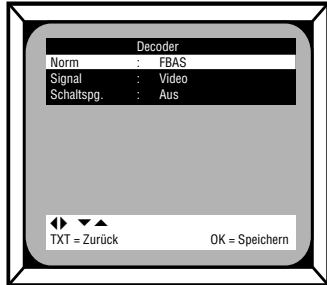 Decoder
Norm : FBAS
Signal : Video
Schaltspg. : Aus
TXT = Zurück OK = Speichern